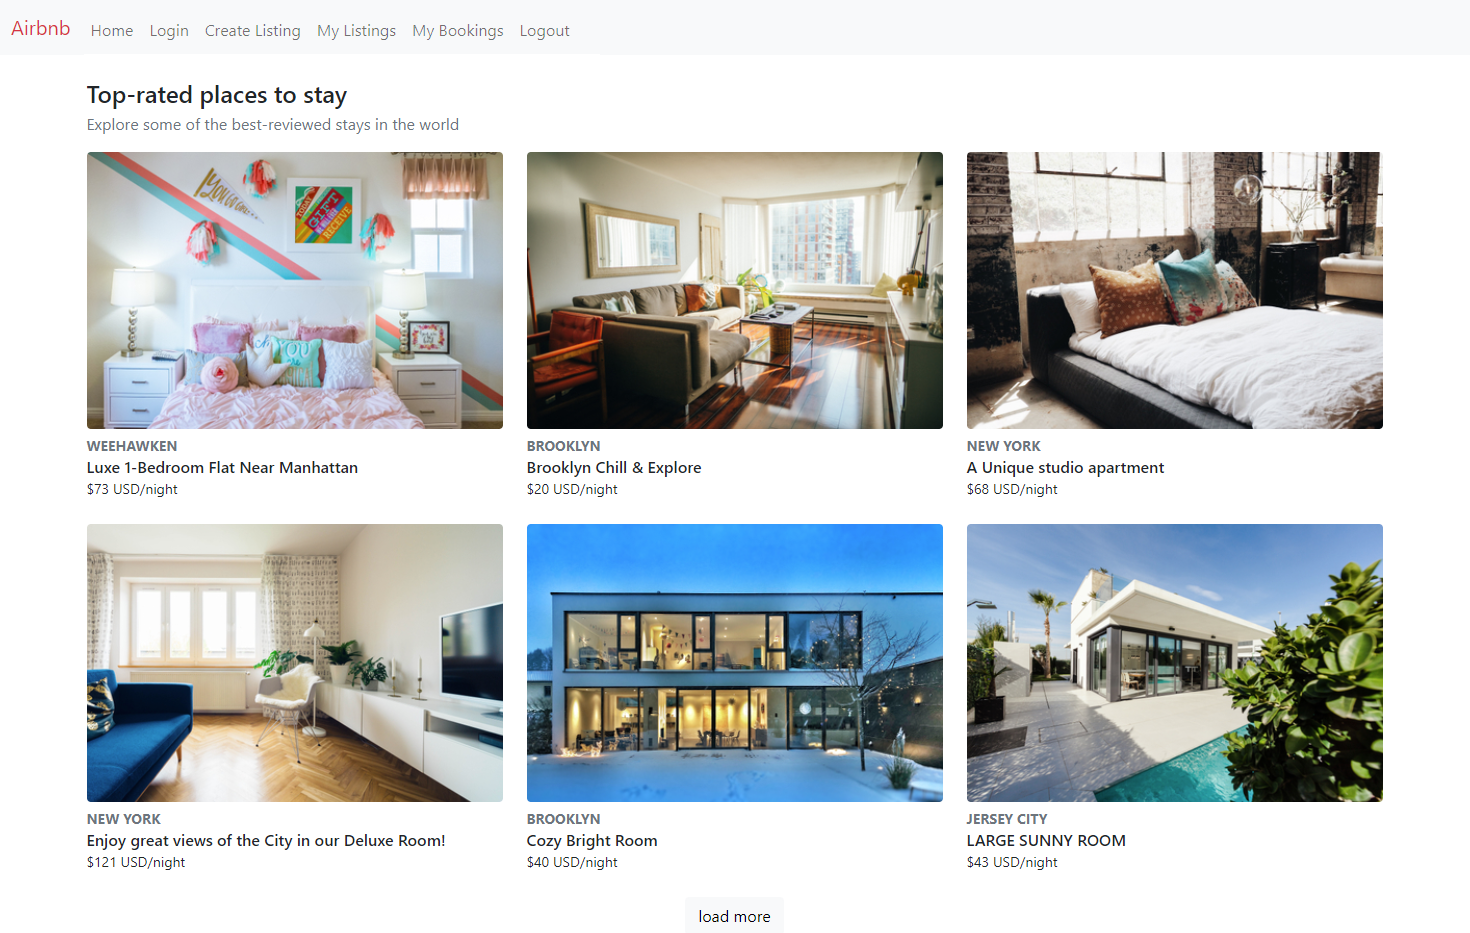 Airbnb Home Login Create Listing My Listings My Bookings Logout
Top-rated places to stay
Explore some of the best-reviewed stays in the world
TODAY
GIFT
RECEIVE
WEEHAWKEN
Luxe 1-Bedroom Flat Near Manhattan
$73 USD/night
BROOKLYN
Brooklyn Chill & Explore
$20 USD/night
NEW YORK
A Unique studio apartment
$68 USD/night
NEW YORK
Enjoy great views of the City in our Deluxe Room!
$121 USD/night
BROOKLYN
Cozy Bright Room
$40 USD/night
JERSEY CITY
LARGE SUNNY ROOM
$43 USD/night
load more